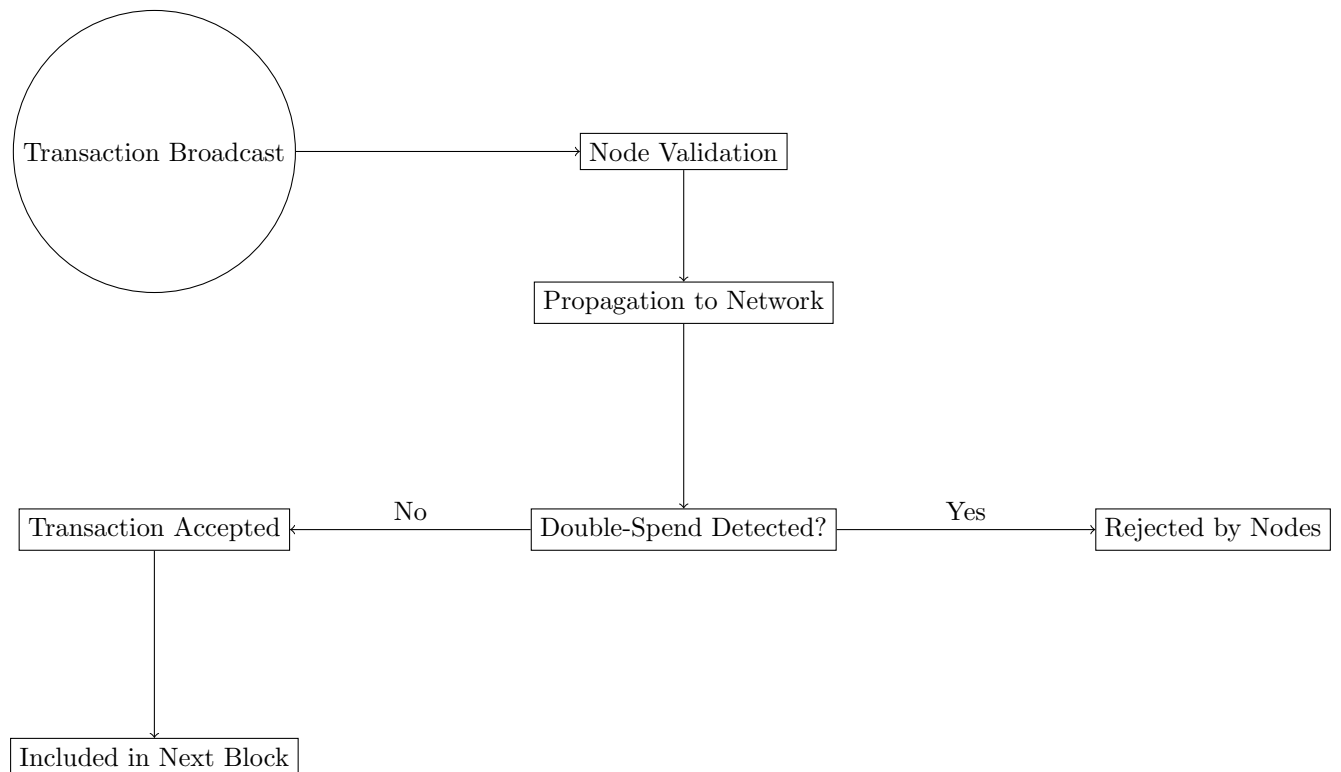 Transaction Broadcast
Node Validation
Propagation to Network
Transaction Accepted
No
Double-Spend Detected?
Yes
Rejected by Nodes
Included in Next Block